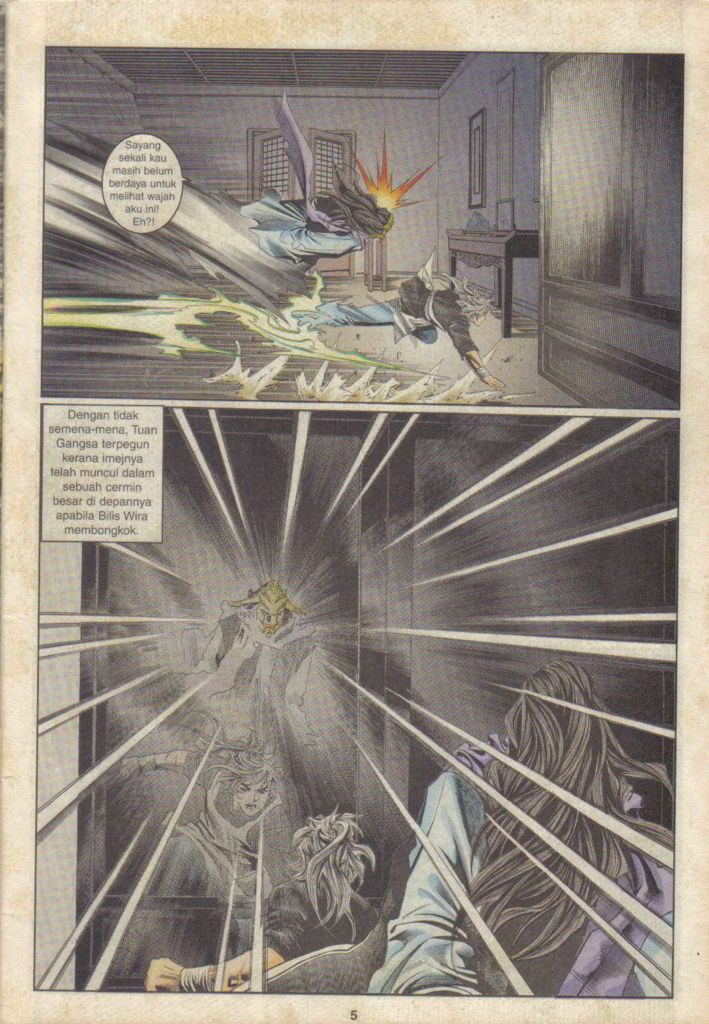 Sayang
sekali kau
masih belum
berdaya untuk
melihat wajah
aku ini!
Eh?!
Dengan tidak
semena-mena, Tuan
Gangsa terpegun
kerana imejnya
telah muncul dalam
sebuah cermin
besar di depannya
apabila Bilis Wira
membongkok.
5